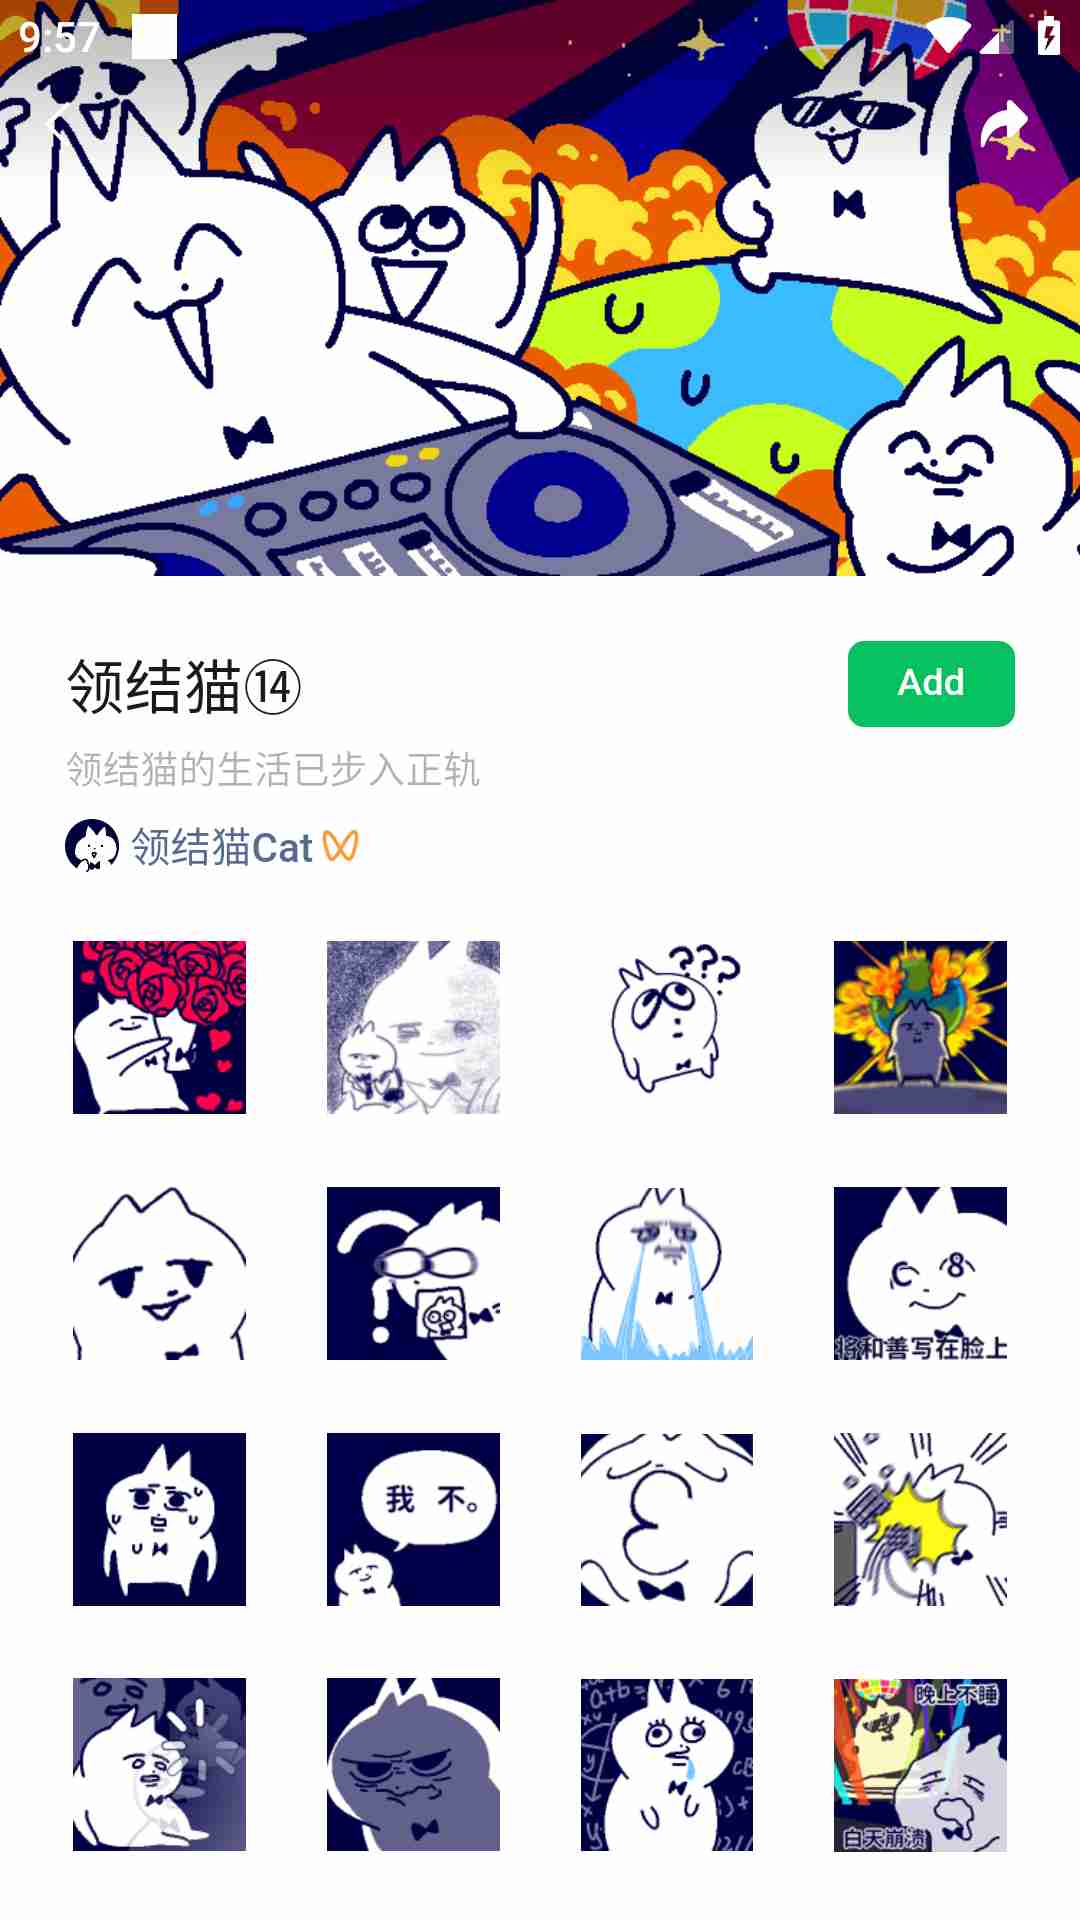 9:57
领结猫⑭
Add
领结猫的生活已步入正轨
领结猫Cat
???
将和善写在脸上
我 不。
a+b=
晚上不睡
白天崩溃